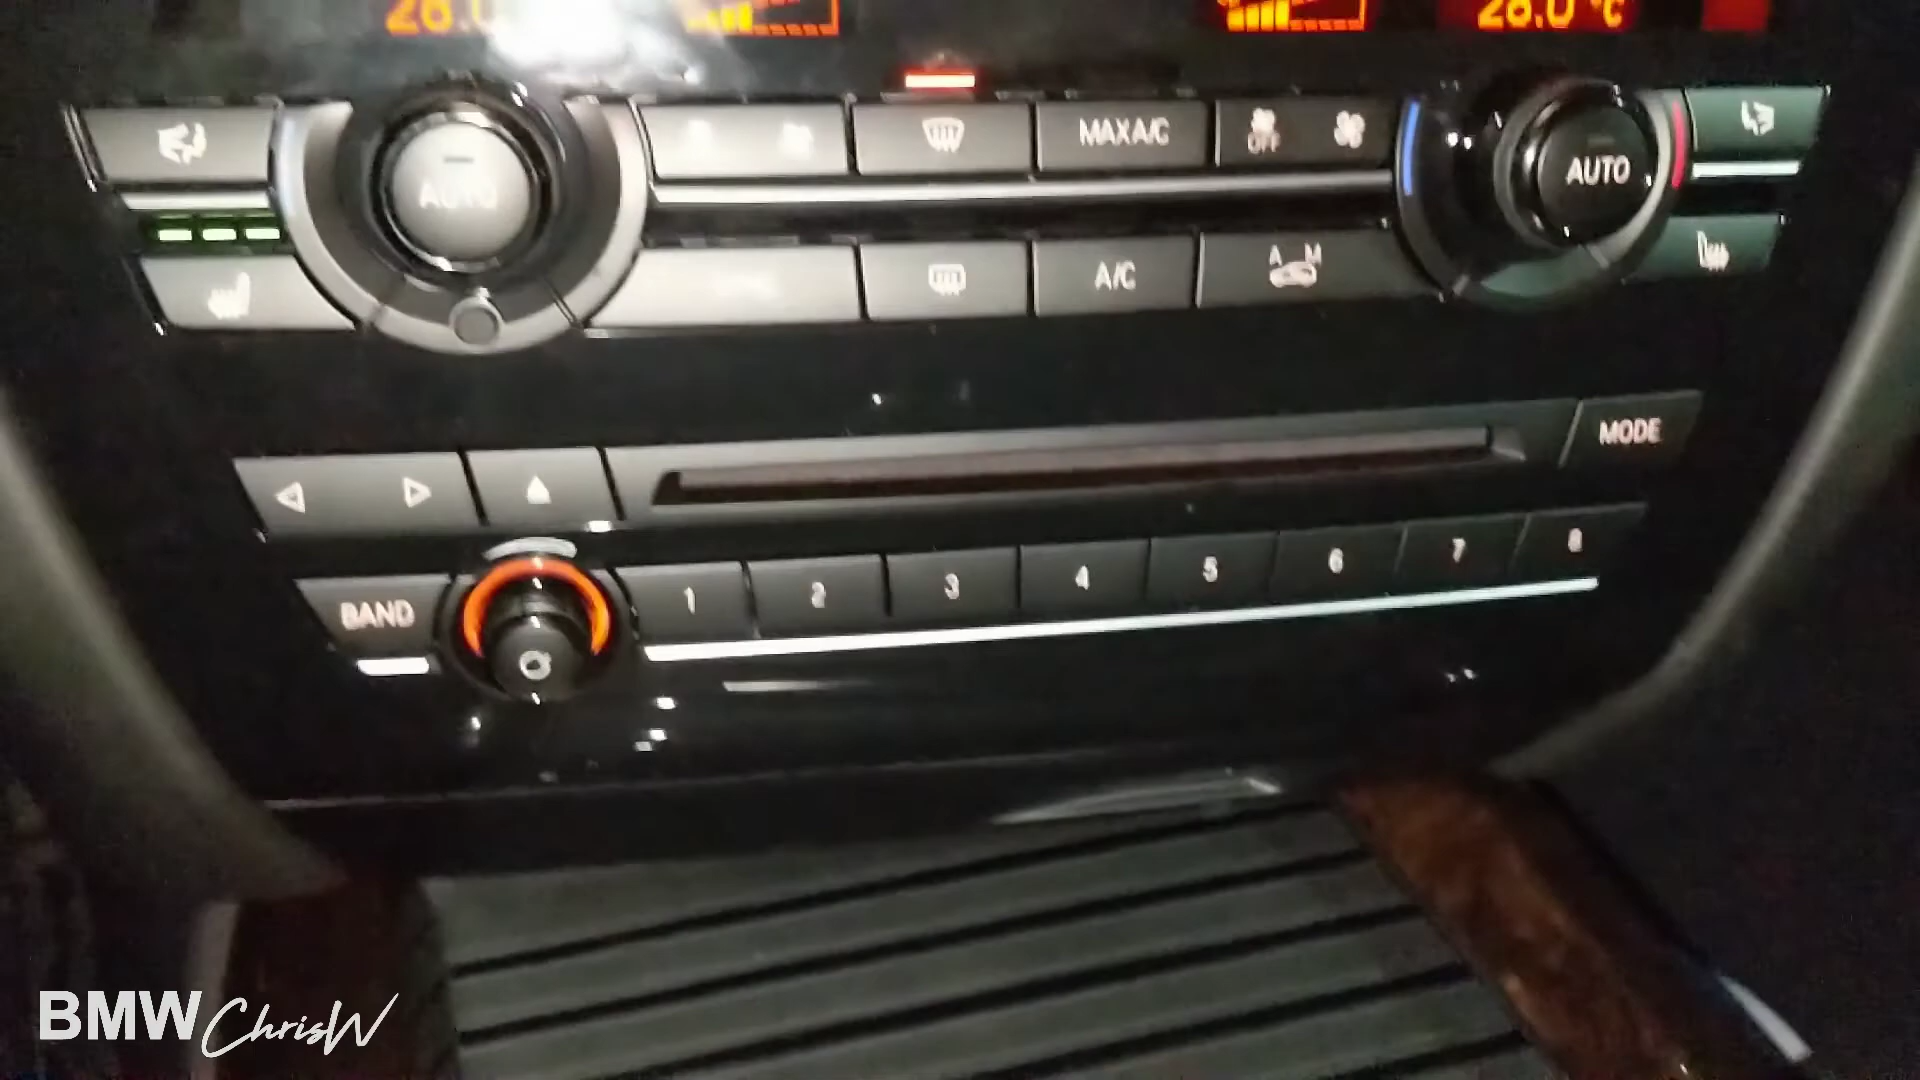 28.0 °C
AUTO
MAX A/C
OFF
AUTO
A/C
A M
MODE
BAND
1 2 3 4 5 6 7 8
BMW ChrisW